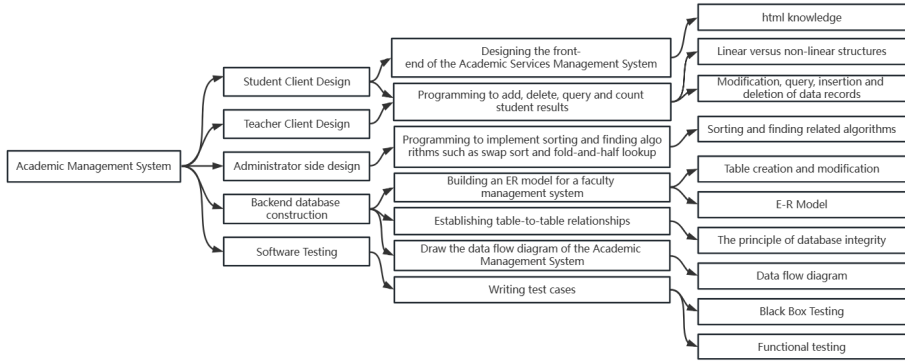 Academic Management System
Student Client Design
Teacher Client Design
Administrator side design
Backend database
construction
Software Testing
Designing the front-
end of the Academic Services Management System
Programming to add, delete, query and count
student results
Programming to implement sorting and finding algo
rithms such as swap sort and fold-and-half lookup
Building an ER model for a faculty
management system
Establishing table-to-table relationships
Draw the data flow diagram of the Academic
Management System
Writing test cases
html knowledge
Linear versus non-linear structures
Modification, query, insertion and
deletion of data records
Sorting and finding related algorithms
Table creation and modification
E-R Model
The principle of database integrity
Data flow diagram
Black Box Testing
Functional testing